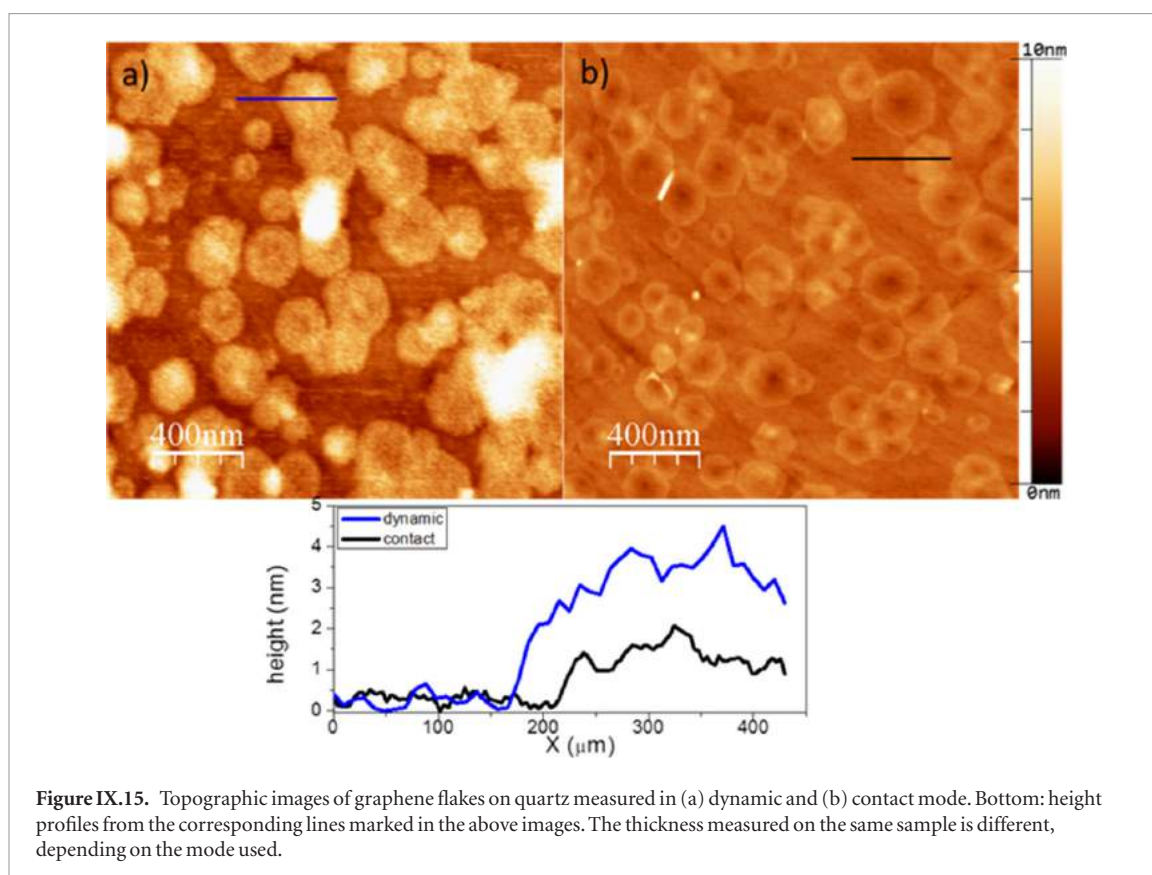 a)
b)
10nm
400nm
400nm
0nm
5
4
3
2
1
0
height (nm)
dynamic
contact
0
100
200
300
400
X (μm)
Figure IX.15. Topographic images of graphene flakes on quartz measured in (a) dynamic and (b) contact mode. Bottom: height
profiles from the corresponding lines marked in the above images. The thickness measured on the same sample is different,
depending on the mode used.